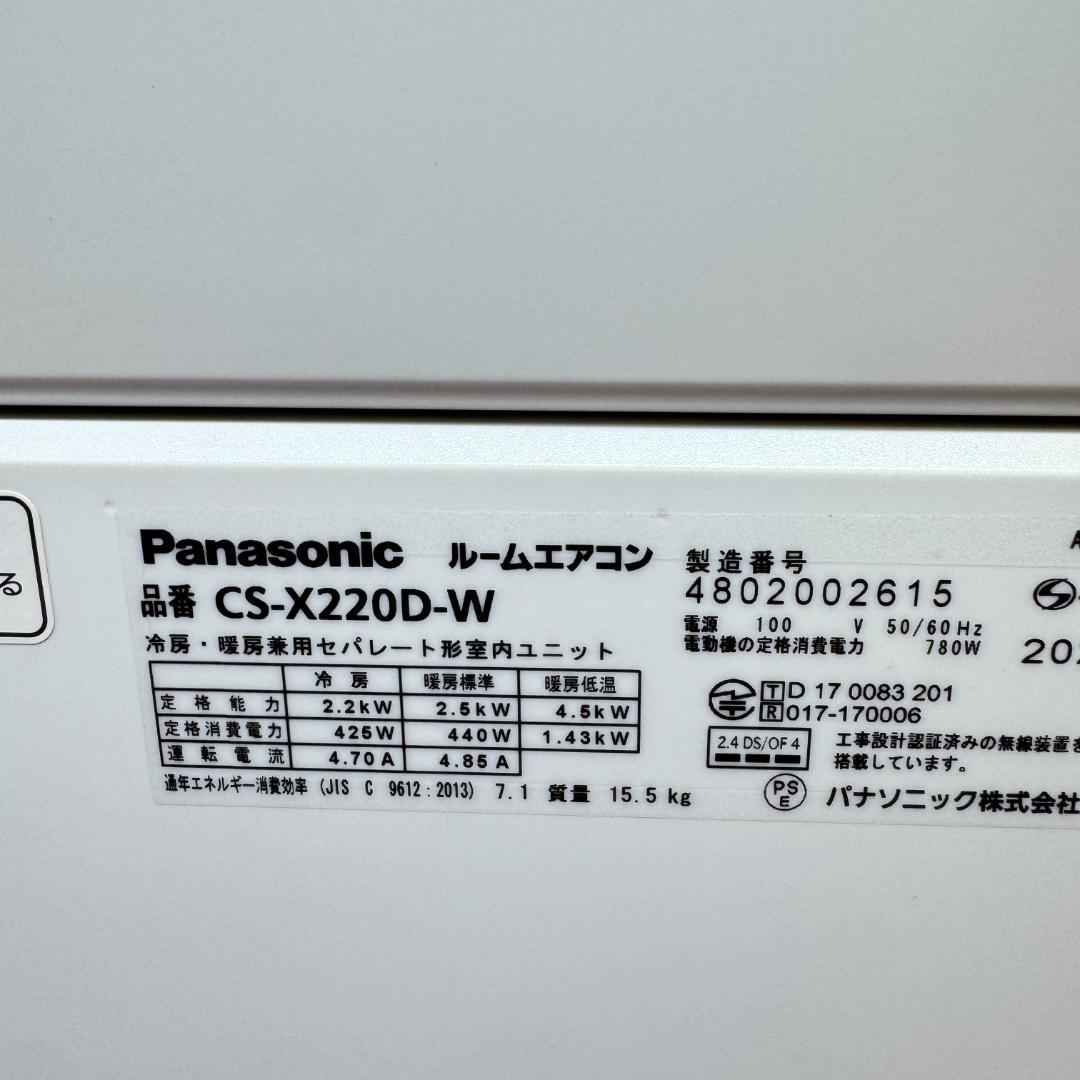 る
Panasonic ルームエアコン
品番 CS-X220D-W
冷房・暖房兼用セパレート形室内ユニット
冷房 暖房標準 暖房低温
定格能力 2.2kW 2.5kW 4.5kW
定格消費電力 425W 440W 1.43kW
運転電流 4.70A 4.85A
通年エネルギー消費効率 (JIS C 9612:2013) 7.1 質量 15.5kg
製造番号
4802002615
電源 100 V 50/60Hz
電動機の定格消費電力 780W
T D 17 0083 201
R 017-170006
2.4 DS/OF 4
工事設計認証済みの無線装置を
搭載しています。
PS
E
パナソニック株式会社
A
202